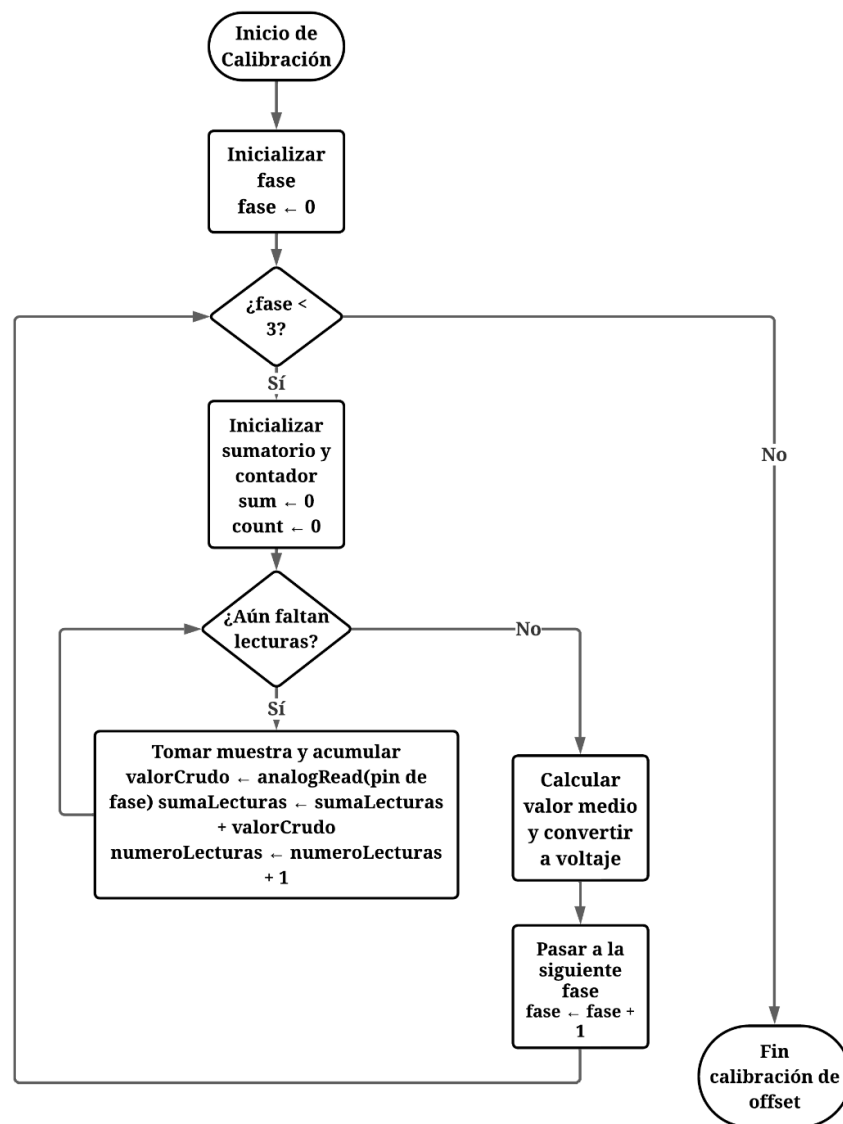 Inicio de
Calibración
Inicializar
fase
fase ← 0
¿fase <
3?
Sí
Inicializar
sumatorio y
contador
sum ← 0
count ← 0
No
¿Aún faltan
lecturas?
No
Sí
Tomar muestra y acumular
valorCrudo ← analogRead(pin de
fase) sumaLecturas ← sumaLecturas
+ valorCrudo
numeroLecturas ← numeroLecturas
+ 1
Calcular
valor medio
y convertir
a voltaje
Pasar a la
siguiente
fase
fase ← fase +
1
Fin
calibración de
offset